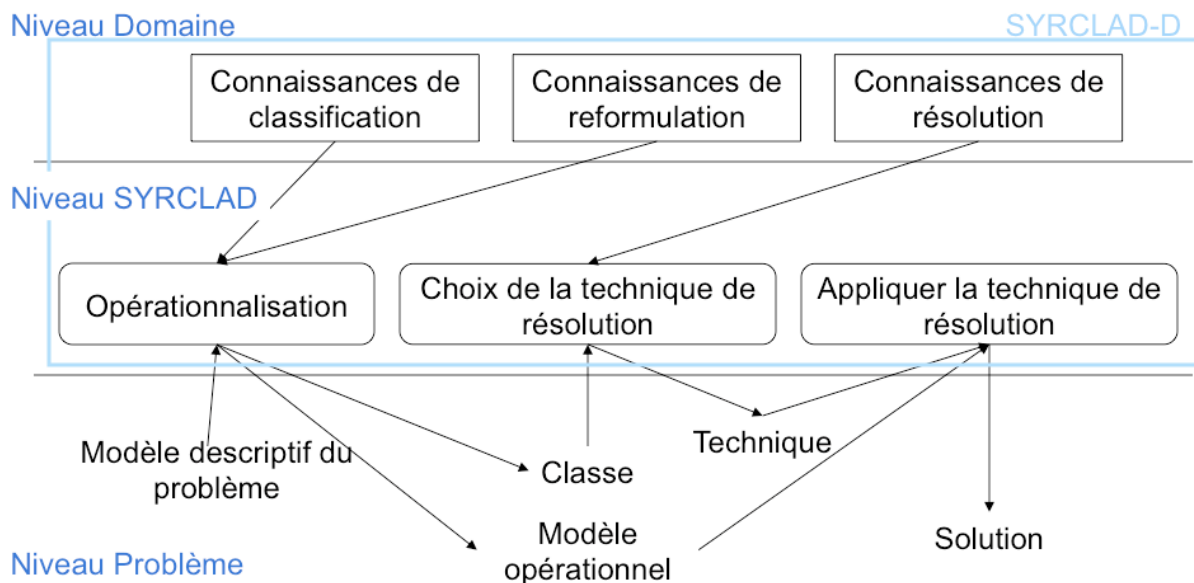 Niveau Domaine
SYRCLAD-D
Connaissances de
classification
Connaissances de
reformulation
Connaissances de
résolution
Niveau SYRCLAD
Opérationnalisation
Choix de la technique de
résolution
Appliquer la technique de
résolution
Modèle descriptif du
problème
Classe
Technique
Modèle
opérationnel
Solution
Niveau Problème